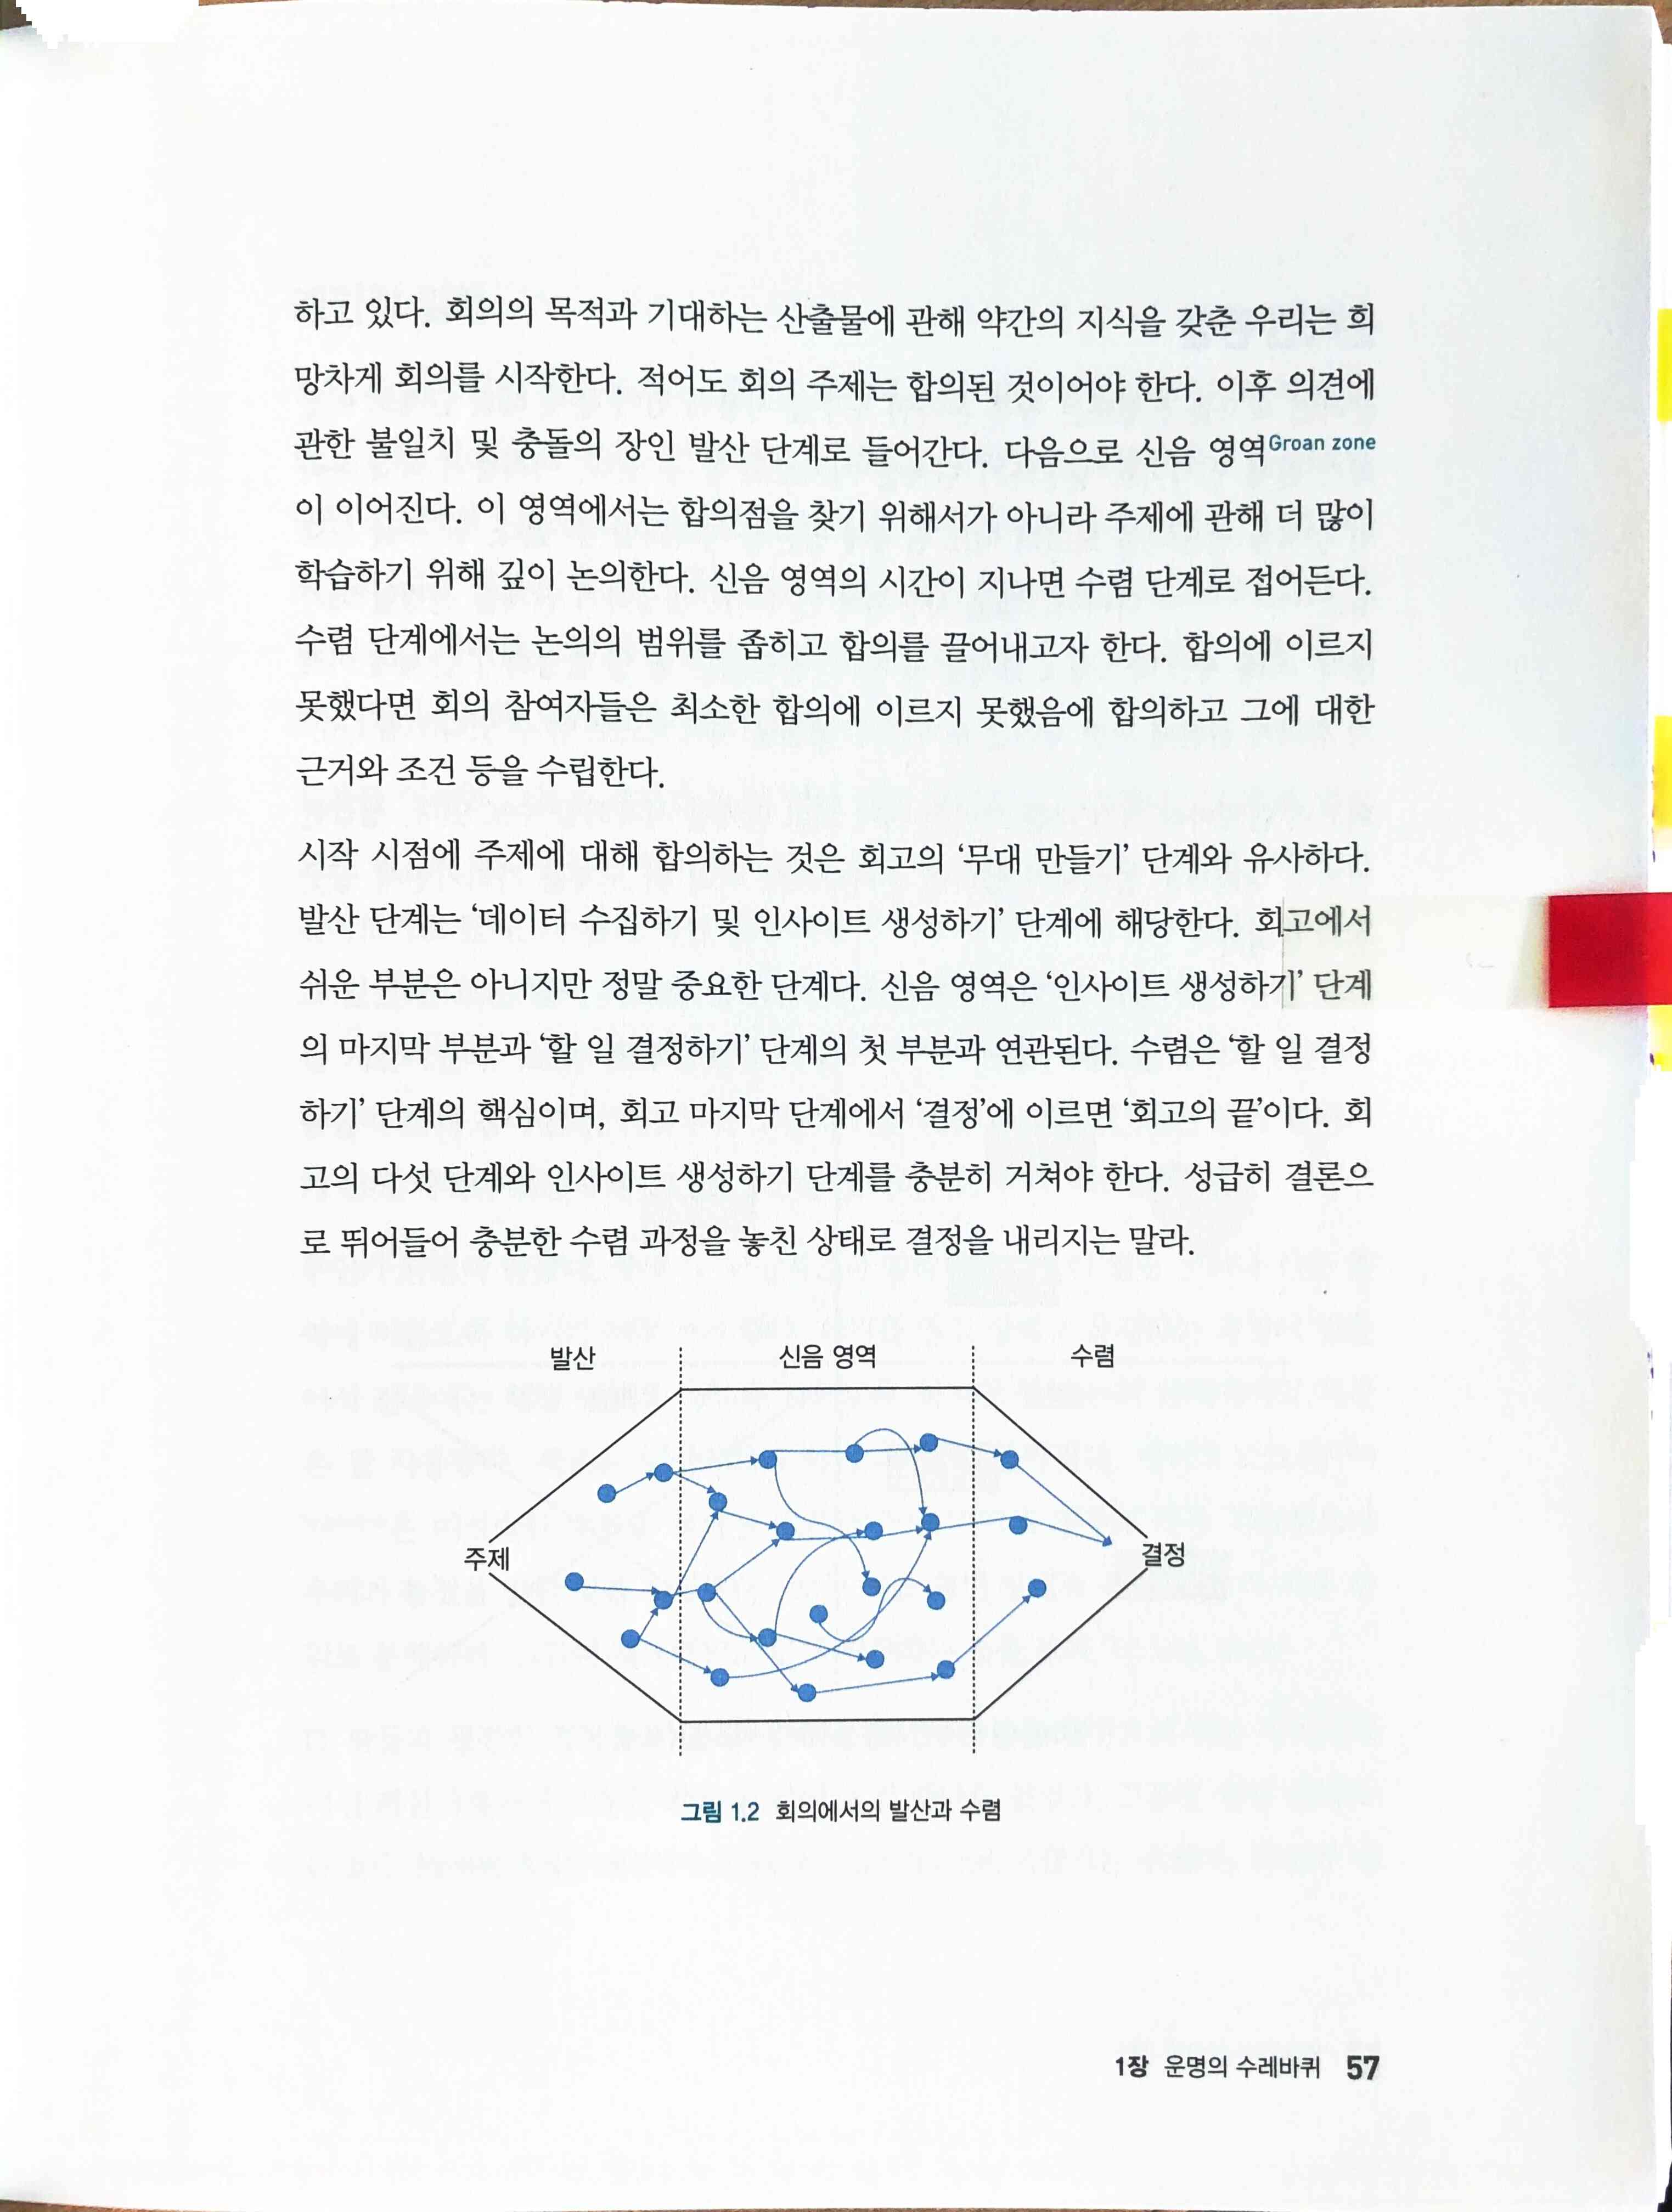 하고 있다. 회의의 목적과 기대하는 산출물에 관해 약간의 지식을 갖춘 우리는 희
망차게 회의를 시작한다. 적어도 회의 주제는 합의된 것이어야 한다. 이후 의견에
관한 불일치 및 충돌의 장인 발산 단계로 들어간다. 다음으로 신음 영역Groan zone
이 이어진다. 이 영역에서는 합의점을 찾기 위해서가 아니라 주제에 관해 더 많이
학습하기 위해 깊이 논의한다. 신음 영역의 시간이 지나면 수렴 단계로 접어든다.
수렴 단계에서는 논의의 범위를 좁히고 합의를 끌어내고자 한다. 합의에 이르지
못했다면 회의 참여자들은 최소한 합의에 이르지 못했음에 합의하고 그에 대한
근거와 조건 등을 수립한다.
시작 시점에 주제에 대해 합의하는 것은 회고의 ‘무대 만들기’ 단계와 유사하다.
발산 단계는 ‘데이터 수집하기 및 인사이트 생성하기’ 단계에 해당한다. 회고에서
쉬운 부분은 아니지만 정말 중요한 단계다. 신음 영역은 ‘인사이트 생성하기’ 단계
의 마지막 부분과 ‘할 일 결정하기’ 단계의 첫 부분과 연관된다. 수렴은 ‘할 일 결정
하기’ 단계의 핵심이며, 회고 마지막 단계에서 ‘결정’에 이르면 ‘회고의 끝’이다. 회
고의 다섯 단계와 인사이트 생성하기 단계를 충분히 거쳐야 한다. 성급히 결론으
로 뛰어들어 충분한 수렴 과정을 놓친 상태로 결정을 내리지는 말라.
발산 신음 영역 수렴
주제 결정
그림 1.2 회의에서의 발산과 수렴
1장 운명의 수레바퀴 57